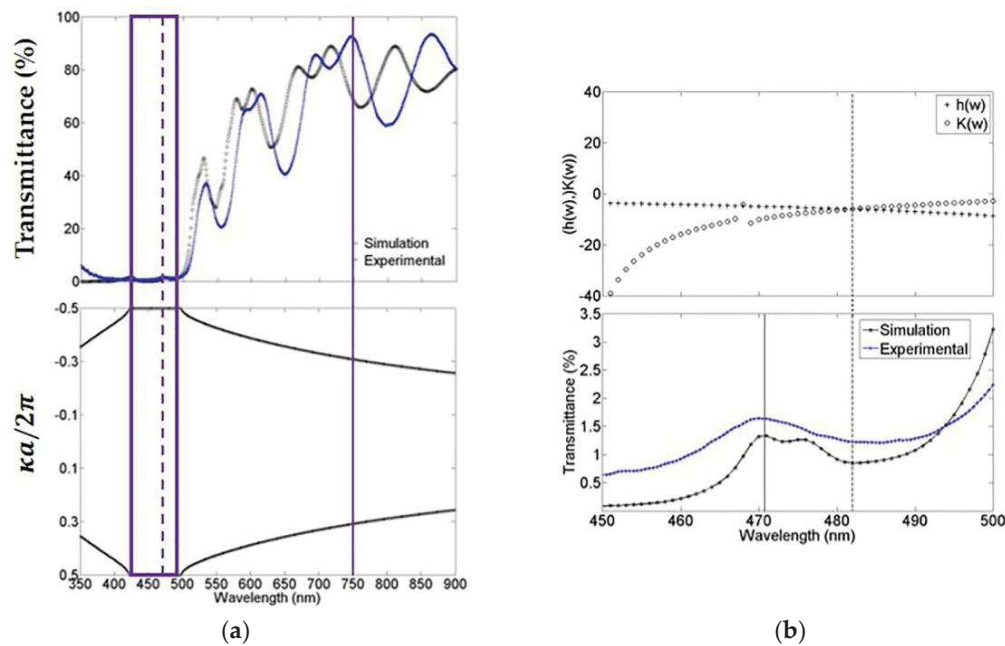 Transmittance (%)
100
80
60
40
20
0
Simulation
Experimental
κa/2π
-0.5
-0.3
-0.1
0.1
0.3
0.5
350 400 450 500 550 600 650 700 750 800 850 900
Wavelength (nm)
(a)
(h(w),)K(w))
40
20
0
-20
-40
h(w)
K(w)
Transmittance (%)
3.5
3
2.5
2
1.5
1
0.5
Simulation
Experimental
450 460 470 480 490 500
Wavelength (nm)
(b)